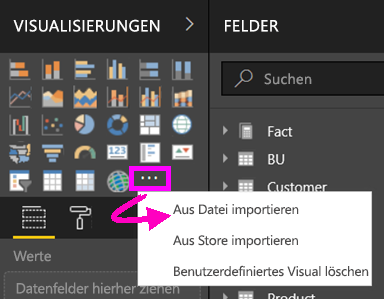 VISUALISIERUNGEN
FELDER
Suchen
Fact
BU
Customer
Aus Datei importieren
Aus Store importieren
Benutzerdefiniertes Visual löschen
Werte
Datenfelder hierher ziehen
Product